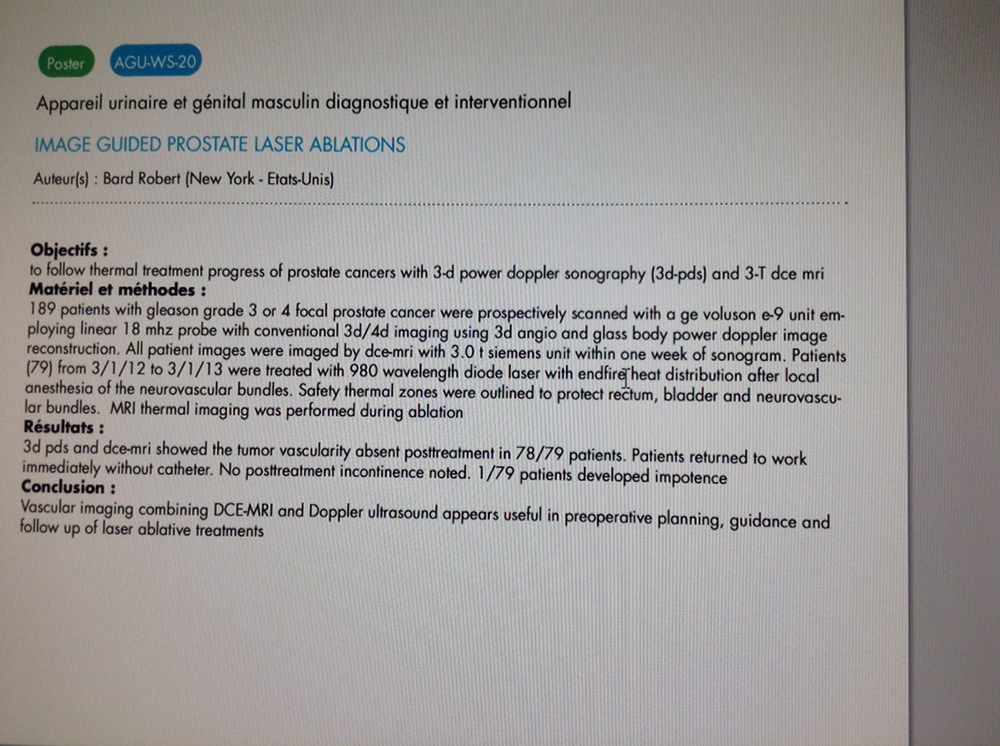 Poster AGU-WS-20
Appareil urinaire et génital masculin diagnostique et interventionnel
IMAGE GUIDED PROSTATE LASER ABLATIONS
Auteur(s) : Bard Robert (New York - Etats-Unis)
Objectifs :
to follow thermal treatment progress of prostate cancers with 3-d power doppler sonography (3d-pds) and 3-T dce mri
Matériel et méthodes :
189 patients with gleason grade 3 or 4 focal prostate cancer were prospectively scanned with a ge voluson e-9 unit em-
ploying linear 18 mhz probe with conventional 3d/4d imaging using 3d angio and glass body power doppler image
reconstruction. All patient images were imaged by dce-mri with 3.0 t siemens unit within one week of sonogram. Patients
(79) from 3/1/12 to 3/1/13 were treated with 980 wavelength diode laser with endfire heat distribution after local
anesthesia of the neurovascular bundles. Safety thermal zones were outlined to protect rectum, bladder and neurovascu-
lar bundles. MRI thermal imaging was performed during ablation
Résultats :
3d pds and dce-mri showed the tumor vascularity absent posttreatment in 78/79 patients. Patients returned to work
immediately without catheter. No posttreatment incontinence noted. 1/79 patients developed impotence
Conclusion :
Vascular imaging combining DCE-MRI and Doppler ultrasound appears useful in preoperative planning, guidance and
follow up of laser ablative treatments